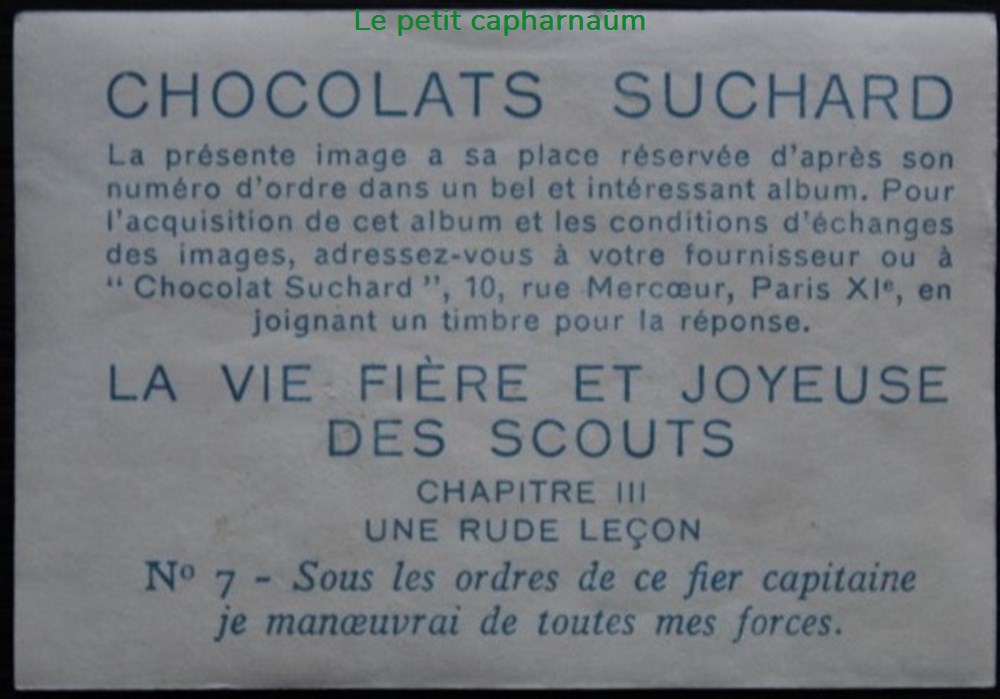 Le petit capharnaüm
CHOCOLATS SUCHARD
La présente image a sa place réservée d'après son
numéro d'ordre dans un bel et intéressant album. Pour
l'acquisition de cet album et les conditions d'échanges
des images, adressez-vous à votre fournisseur ou à
“ Chocolat Suchard ”, 10, rue Mercœur, Paris XIᵉ, en
joignant un timbre pour la réponse.
LA VIE FIÈRE ET JOYEUSE
DES SCOUTS
CHAPITRE III
UNE RUDE LEÇON
Nº 7 - Sous les ordres de ce fier capitaine
je manœuvrai de toutes mes forces.